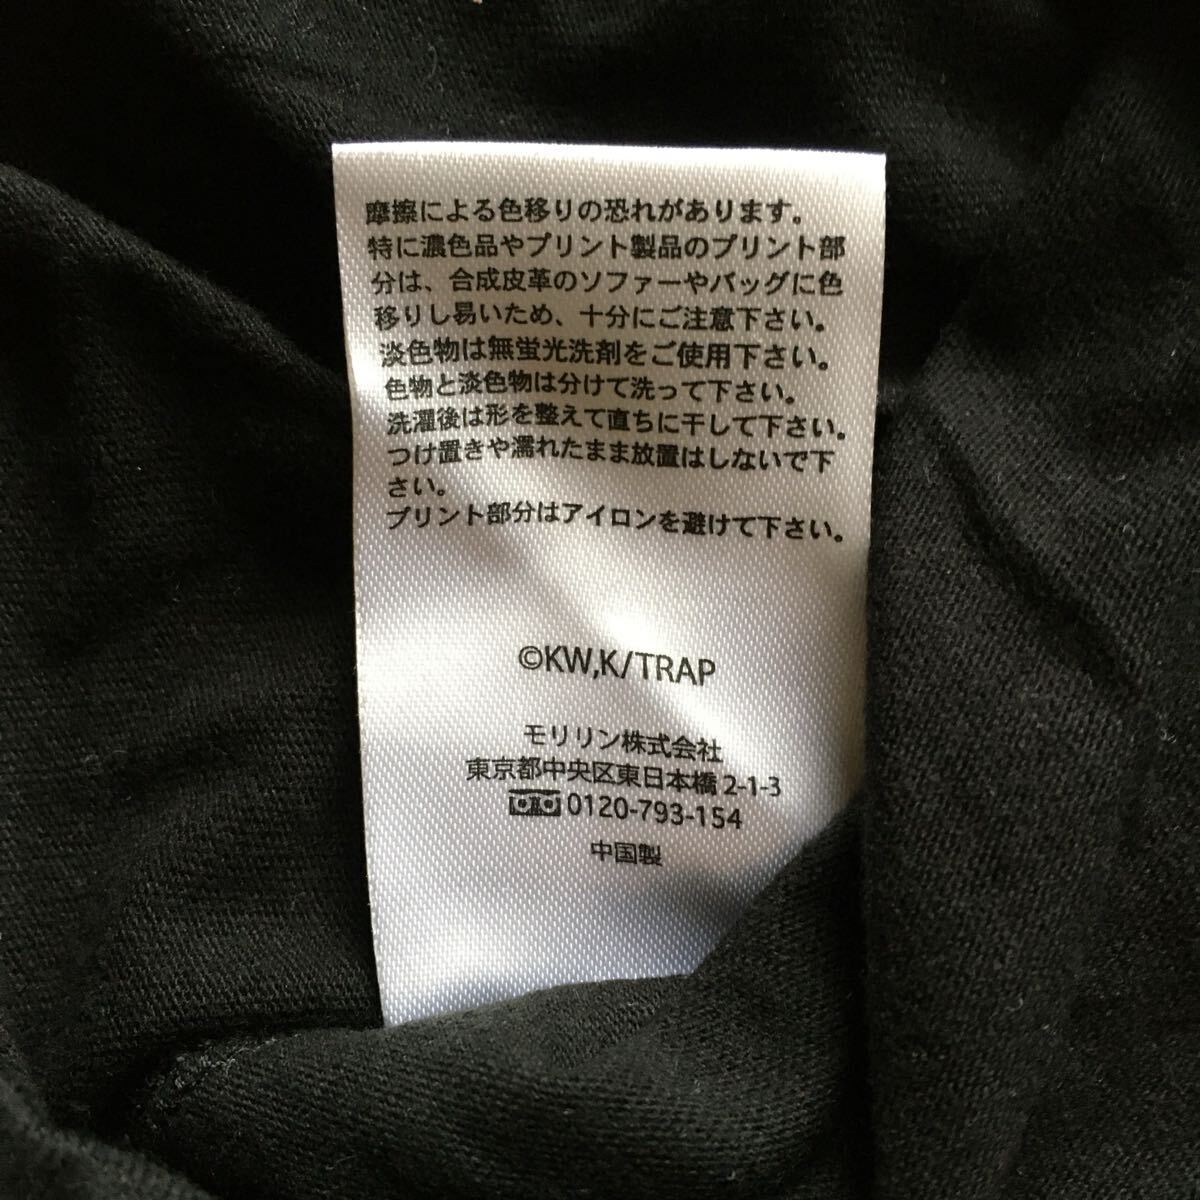 摩擦による色移りの恐れがあります。
特に濃色品やプリント製品のプリント部
分は、合成皮革のソファーやバッグに色
移りし易いため、十分にご注意下さい。
淡色物は無蛍光洗剤をご使用下さい。
色物と淡色物は分けて洗って下さい。
洗濯後は形を整えて直ちに干して下さい。
つけ置きや濡れたまま放置はしないで下
さい。
プリント部分はアイロンを避けて下さい。
©KW,K/TRAP
モリリン株式会社
東京都中央区東日本橋2-1-3
0120-793-154
中国製